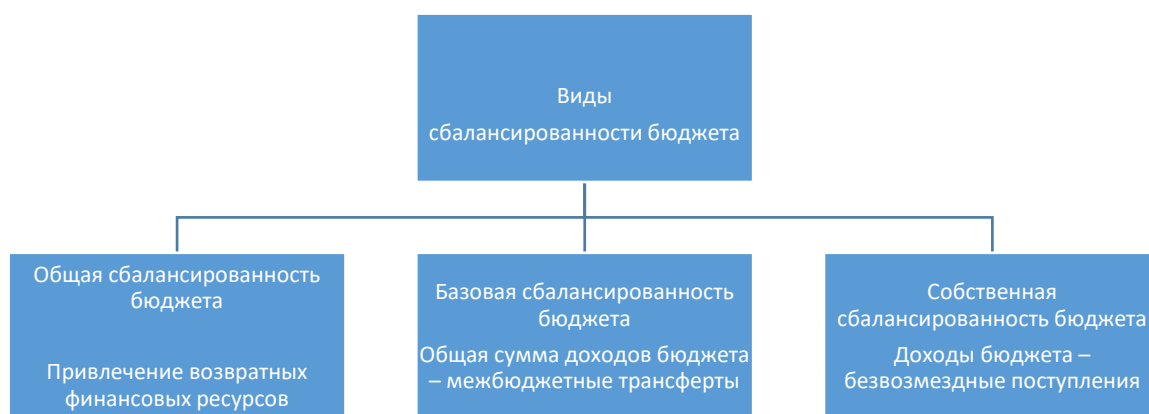 Виды
сбалансированности бюджета
Общая сбалансированность
бюджета
Привлечение возвратных
финансовых ресурсов
Базовая сбалансированность
бюджета
Общая сумма доходов бюджета
– межбюджетные трансферты
Собственная
сбалансированность бюджета
Доходы бюджета –
безвозмездные поступления